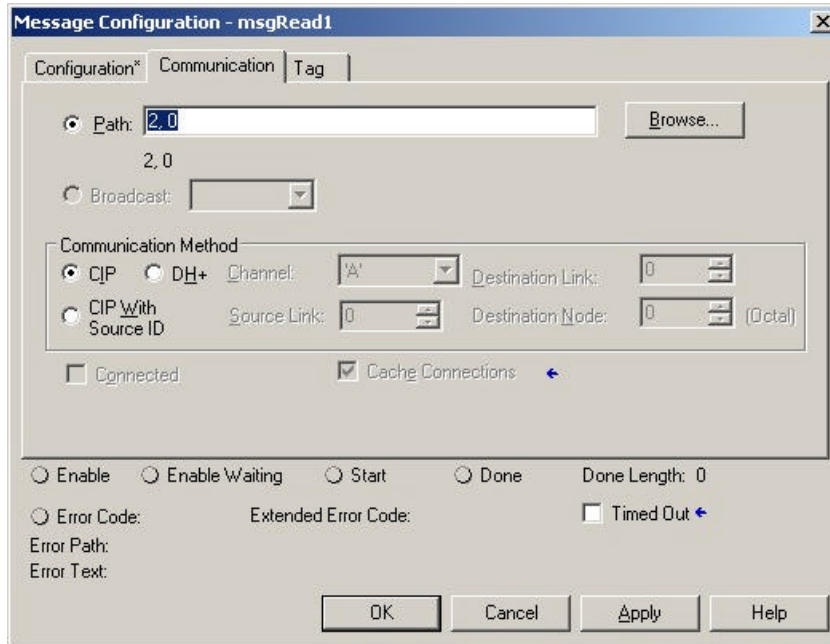 Message Configuration - msgRead1
Configuration* Communication Tag
Path: 2, 0 Browse...
2, 0
Broadcast:
Communication Method
CIP DH+ Channel: 'A' Destination Link: 0
CIP With Source ID Source Link: 0 Destination Node: 0 (Octal)
Connected Cache Connections
Enable Enable Waiting Start Done Done Length: 0
Error Code: Extended Error Code: Timed Out
Error Path:
Error Text:
OK Cancel Apply Help